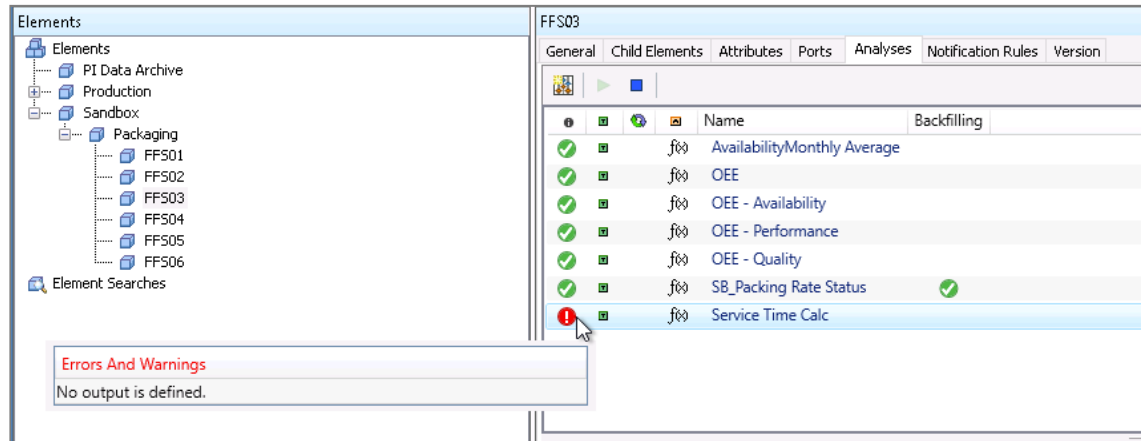 Elements
Elements
PI Data Archive
Production
Sandbox
Packaging
FFS01
FFS02
FFS03
FFS04
FFS05
FFS06
Element Searches
Errors And Warnings
No output is defined.
FFS03
General Child Elements Attributes Ports Analyses Notification Rules Version
Name Backfilling
f(x) AvailabilityMonthly Average
f(x) OEE
f(x) OEE - Availability
f(x) OEE - Performance
f(x) OEE - Quality
f(x) SB_Packing Rate Status
f(x) Service Time Calc